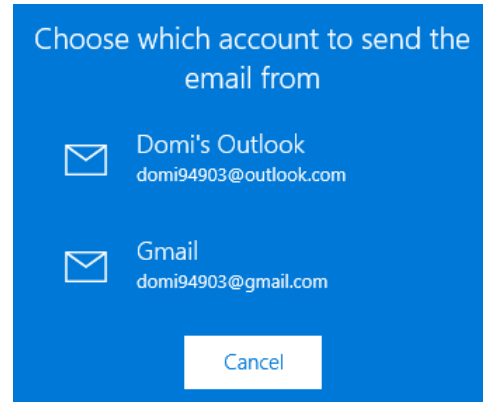 Choose which account to send the
email from
Domi's Outlook
domi94903@outlook.com
Gmail
domi94903@gmail.com
Cancel